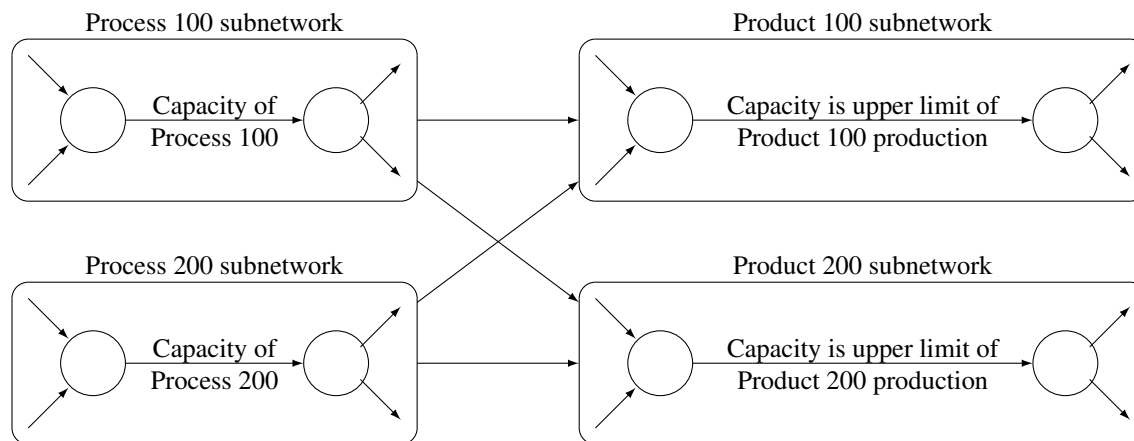 Process 100 subnetwork
Capacity of
Process 100
Product 100 subnetwork
Capacity is upper limit of
Product 100 production
Process 200 subnetwork
Capacity of
Process 200
Product 200 subnetwork
Capacity is upper limit of
Product 200 production